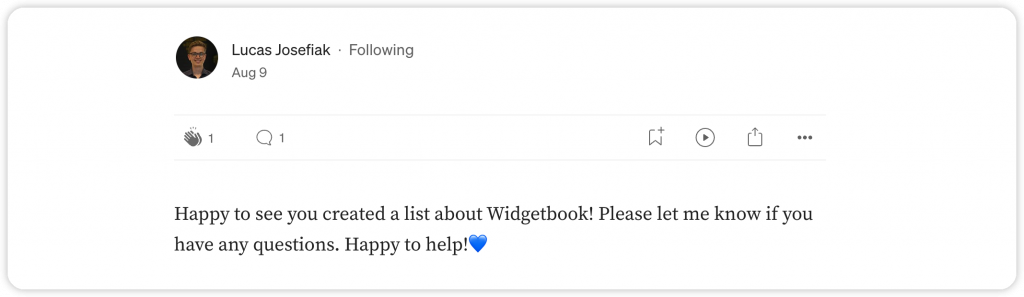 Lucas Josefiak · Following
Aug 9
1 1
Happy to see you created a list about Widgetbook! Please let me know if you
have any questions. Happy to help!💙